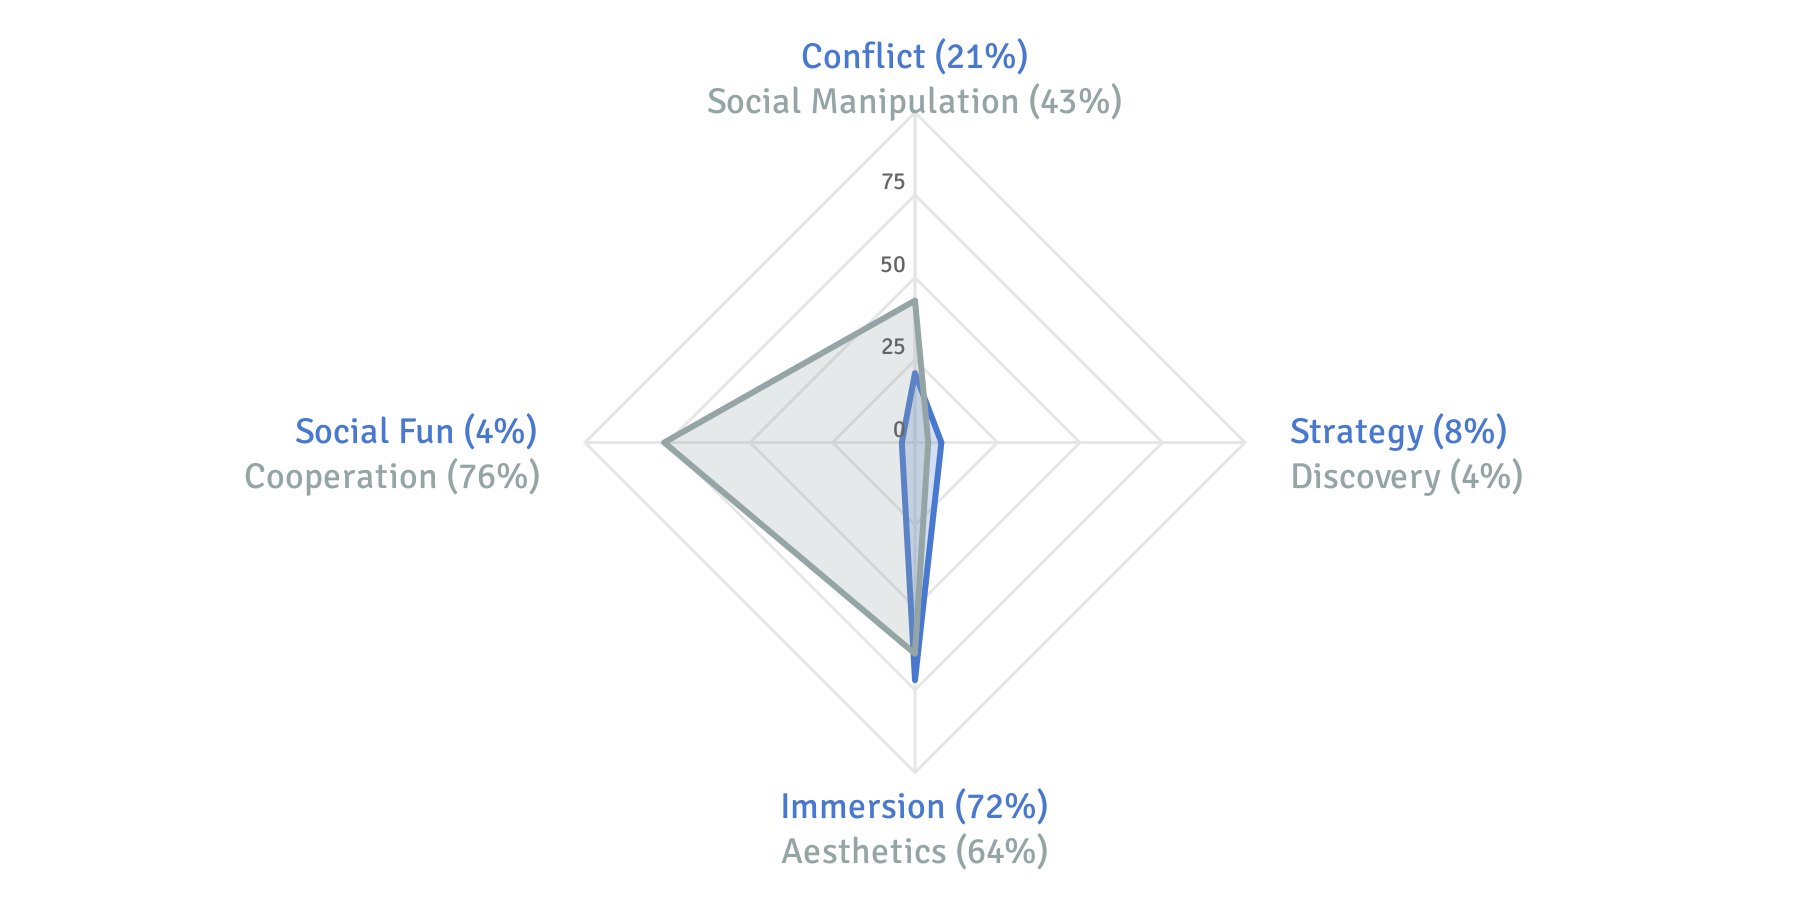 Conflict (21%)
Social Manipulation (43%)
75
50
25
0
Social Fun (4%)
Cooperation (76%)
Strategy (8%)
Discovery (4%)
Immersion (72%)
Aesthetics (64%)